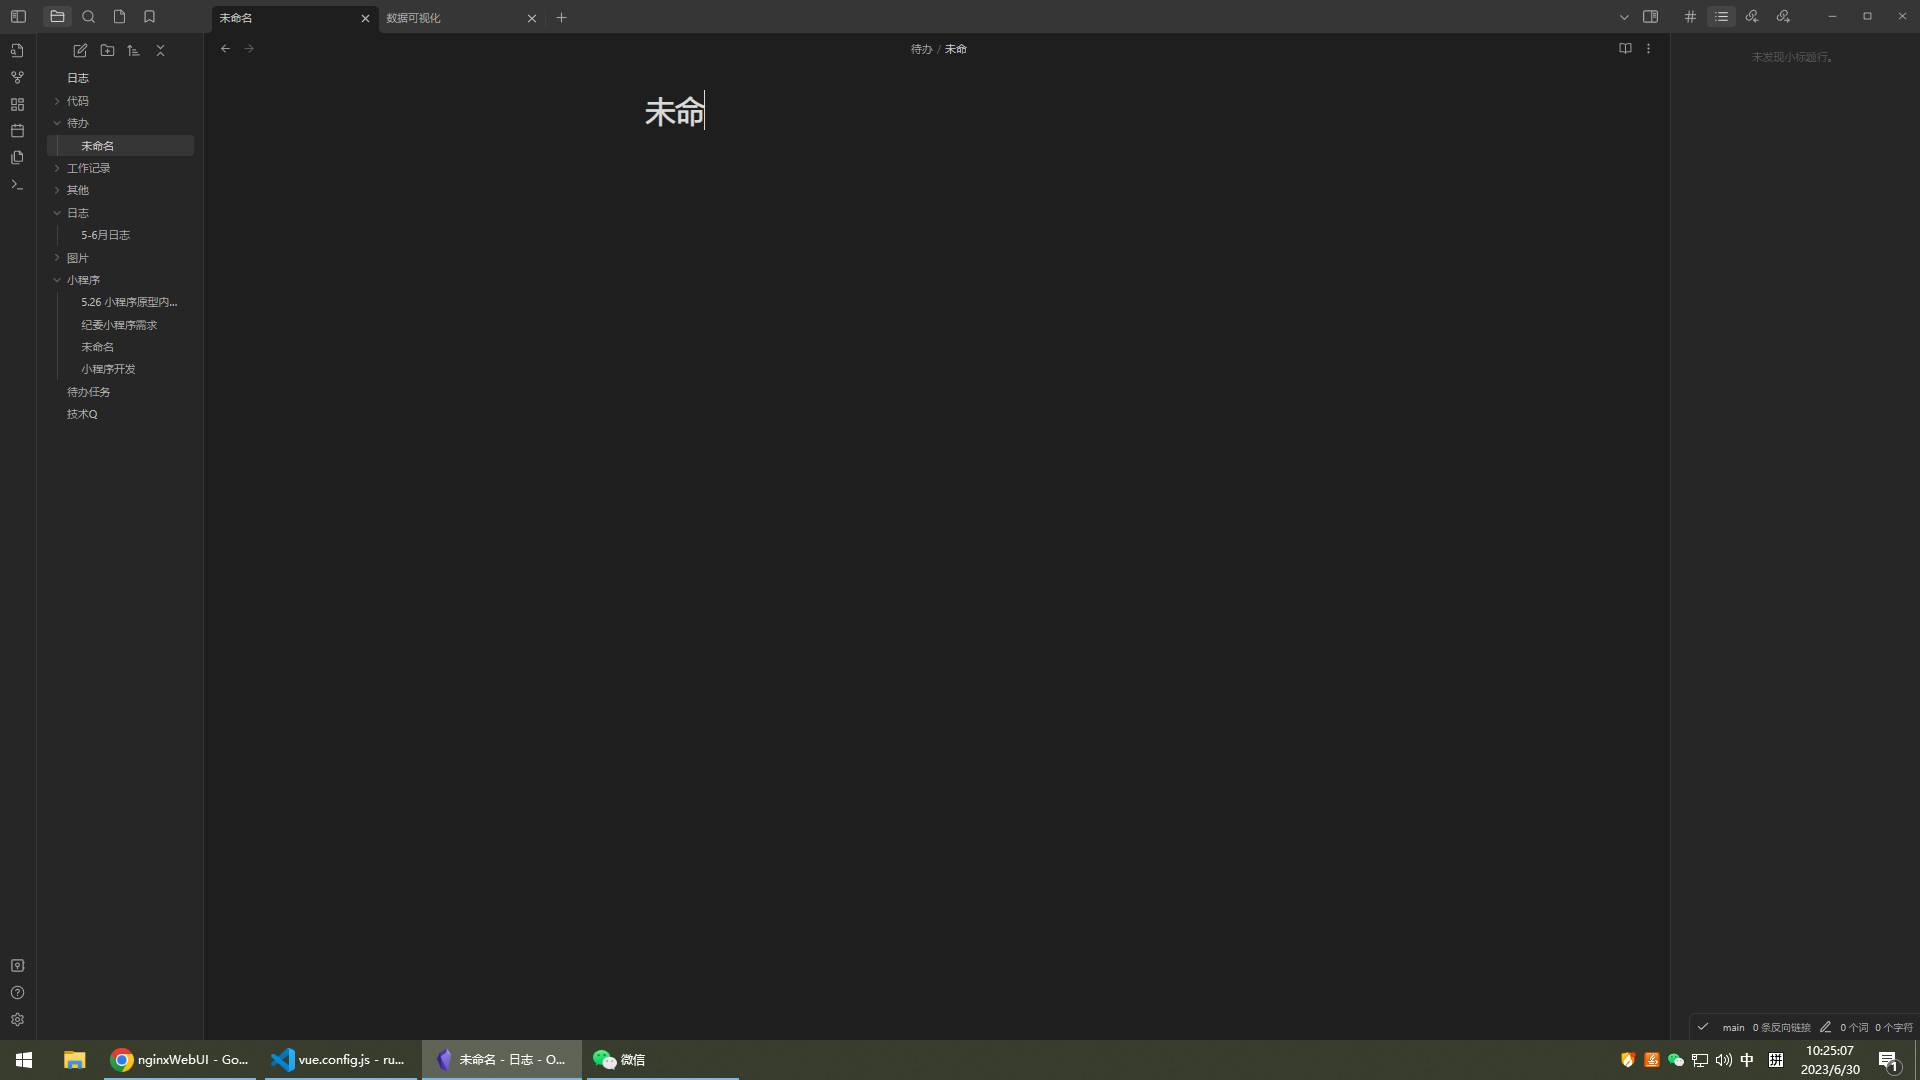 未命名
数据可视化
待办 / 未命
未发现小标题行。
日志
代码
待办
未命名
工作记录
其他
日志
5-6月日志
图片
小程序
5.26 小程序原型内...
纪委小程序需求
未命名
小程序开发
待办任务
技术Q
未命
main 0 条反向链接 0 个词 0 个字符
nginxWebUI - Go...
vue.config.js - ru...
未命名 - 日志 - O...
微信
中
拼
10:25:07
2023/6/30
1